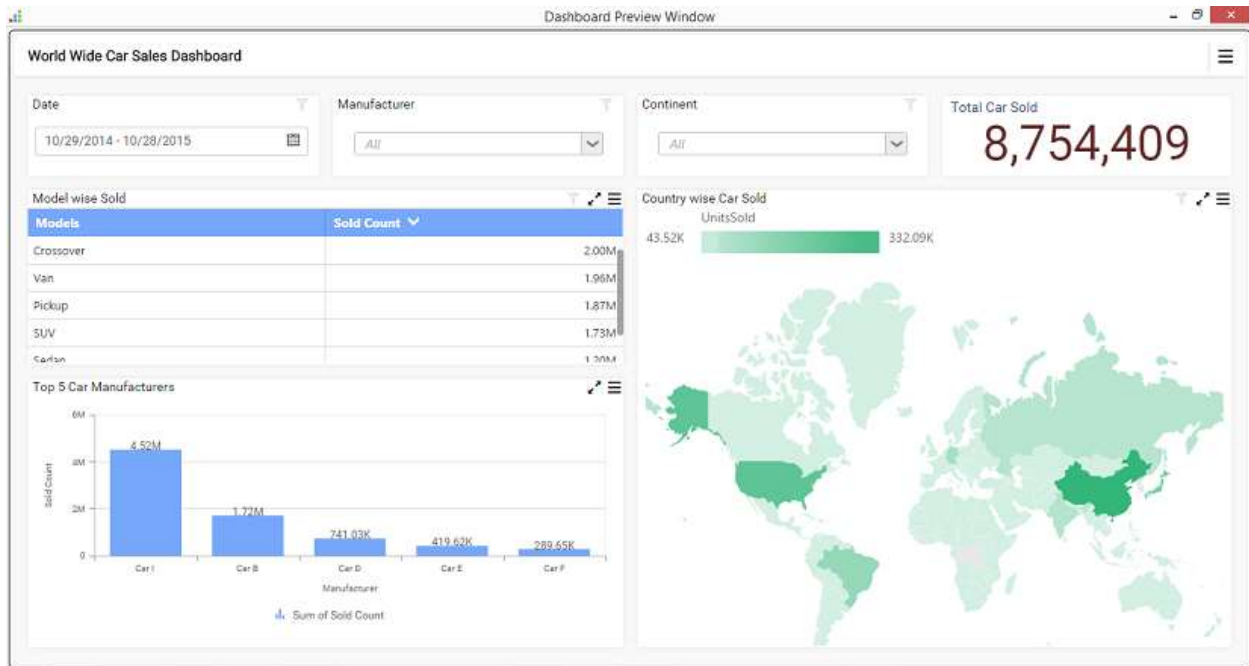 Dashboard Preview Window
World Wide Car Sales Dashboard
Date
10/29/2014 - 10/28/2015
Manufacturer
All
Continent
All
Total Car Sold
8,754,409
Model wise Sold
Models Sold Count
Crossover 2.00M
Van 1.96M
Pickup 1.87M
SUV 1.73M
Sedan 1.20M
Top 5 Car Manufacturers
6M
4M
2M
0
Sold Count
4.52M
1.72M
741.03K
419.62K
289.65K
Car I Car B Car D Car E Car F
Manufacturer
Sum of Sold Count
Country wise Car Sold
UnitsSold
43.52K 332.09K